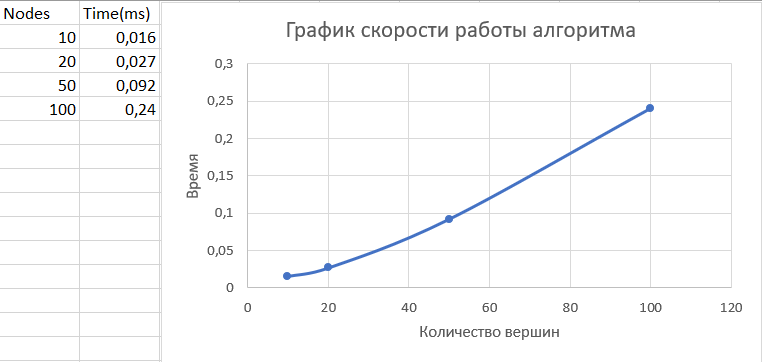 Nodes Time(ms)
10 0,016
20 0,027
50 0,092
100 0,24
График скорости работы алгоритма
0,3
0,25
0,2
0,15
0,1
0,05
0
Время
0 20 40 60 80 100 120
Количество вершин